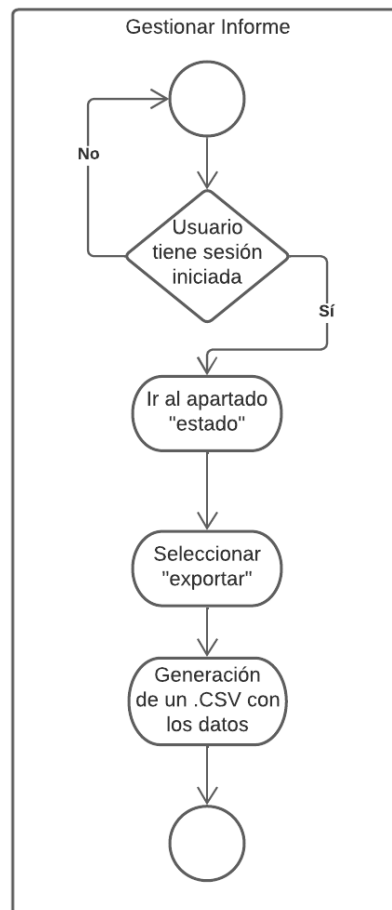 Gestionar Informe
No
Usuario
tiene sesión
iniciada
Sí
Ir al apartado
"estado"
Seleccionar
"exportar"
Generación
de un .CSV con
los datos